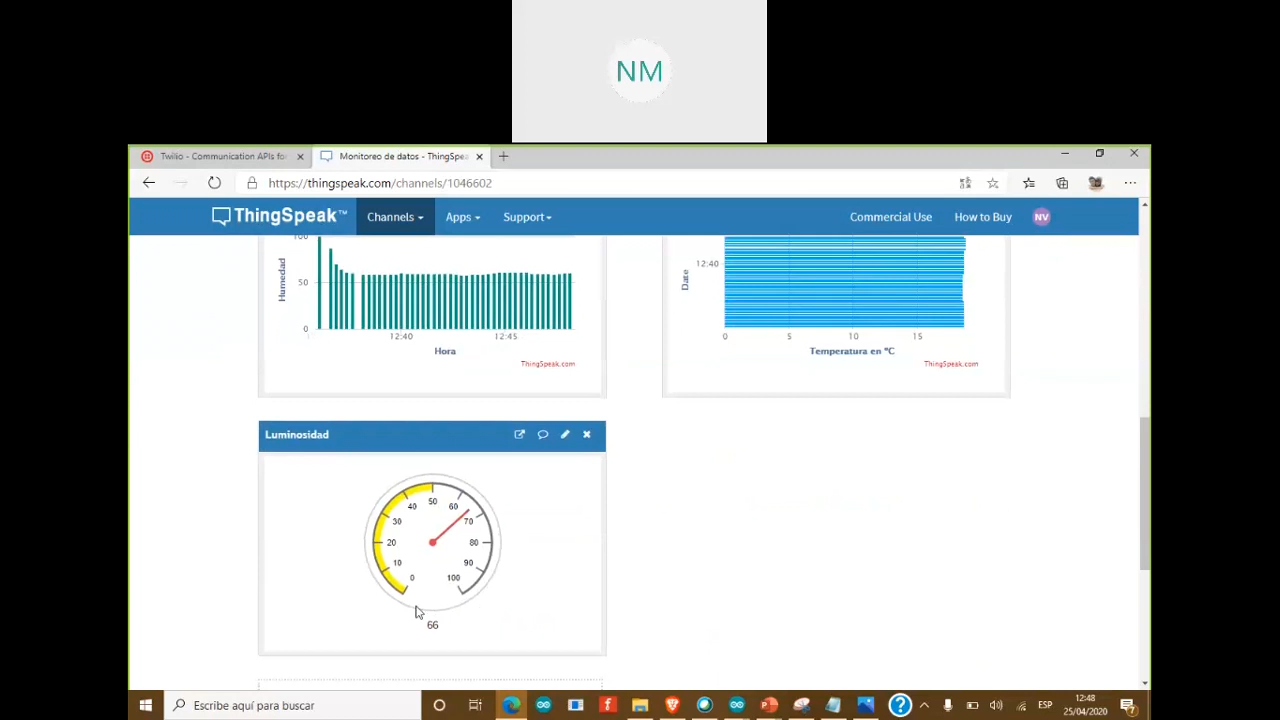 NM
Twilio - Communication APIs fo
Monitoreo de datos - ThingSpea
https://thingspeak.com/channels/1046602
ThingSpeak™
Channels
Apps
Support
Commercial Use
How to Buy
NV
100
50
0
Humedad
12:40
12:45
Hora
ThingSpeak.com
Date
12:40
0
5
10
15
Temperatura en °C
ThingSpeak.com
Luminosidad
0
10
20
30
40
50
60
70
80
90
100
66
Escribe aquí para buscar
ESP
12:48
25/04/2020